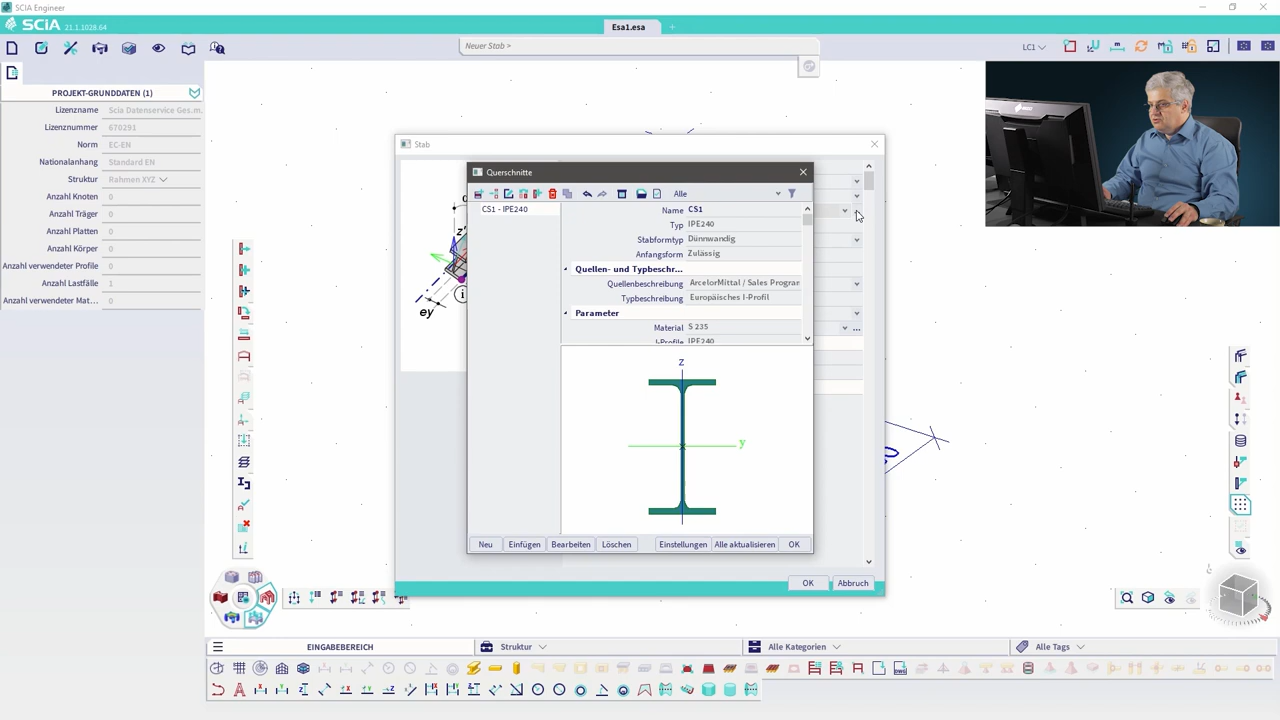 SCIA Engineer
SCIA 21.1.1028.64
Esa1.esa
+
Neuer Stab >
LC1
PROJEKT-GRUNDDATEN (1)
Lizenzname Scia Datenservice Ges.m.
Lizenznummer 670291
Norm EC-EN
Nationalanhang Standard EN
Struktur Rahmen XYZ
Anzahl Knoten 0
Anzahl Träger 0
Anzahl Platten 0
Anzahl Körper 0
Anzahl verwendeter Profile 0
Anzahl Lastfälle 1
Anzahl verwendeter Mat... 0
Stab
z'
ey
i
Querschnitte
Alle
CS1 - IPE240
Name CS1
Typ IPE240
Stabformtyp Dünnwandig
Anfangsform Zulässig
Quellen- und Typbeschr...
Quellenbeschreibung ArcelorMittal / Sales Program
Typbeschreibung Europäisches I-Profil
Parameter
Material S 235
I-Profile IPE240
z
y
Neu Einfügen Bearbeiten Löschen Einstellungen Alle aktualisieren OK
OK Abbruch
EINGABEBEREICH Struktur Alle Kategorien Alle Tags